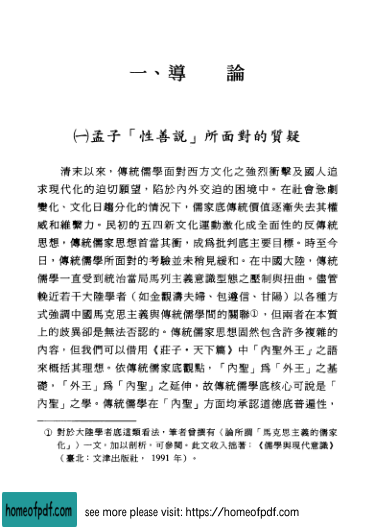 一、導　論
㈠孟子「性善說」所面對的質疑
清末以來，傳統儒學面對西方文化之強烈衝擊及國人追
求現代化的迫切願望，陷於內外交迫的困境中。在社會急劇
變化、文化日趨分化的情況下，儒家底傳統價值逐漸失去其權
威和維繫力。民初的五四新文化運動激化成全面性的反傳統
思想，傳統儒家思想首當其衝，成爲批判底主要目標。時至今
日，傳統儒學所面對的考驗並未稍見緩和。在中國大陸，傳統
儒學一直受到統治當局馬列主義意識型態之壓制與扭曲。儘管
輓近若干大陸學者（如金觀濤夫婦、包遵信、甘陽）以各種方
式強調中國馬克思主義與傳統儒學間的關聯①，但兩者在本質
上的歧異卻是無法否認的。傳統儒家思想固然包含許多複雜的
內容，但我們可以借用《莊子·天下篇》中「內聖外王」之語
來概括其理想。依傳統儒家底觀點，「內聖」爲「外王」之基
礎，「外王」爲「內聖」之延伸，故傳統儒學底核心可說是「
內聖」之學。傳統儒學在「內聖」方面均承認道德底普遍性，
① 對於大陸學者底這類看法，筆者曾撰有〈論所謂「馬克思主義的儒家
化」〉一文，加以剖析，可參閱。此文收入拙著：《儒學與現代意識》
（臺北：文津出版社，1991 年）。
homeofpdf.com see more please visit: https://homeofpdf.com